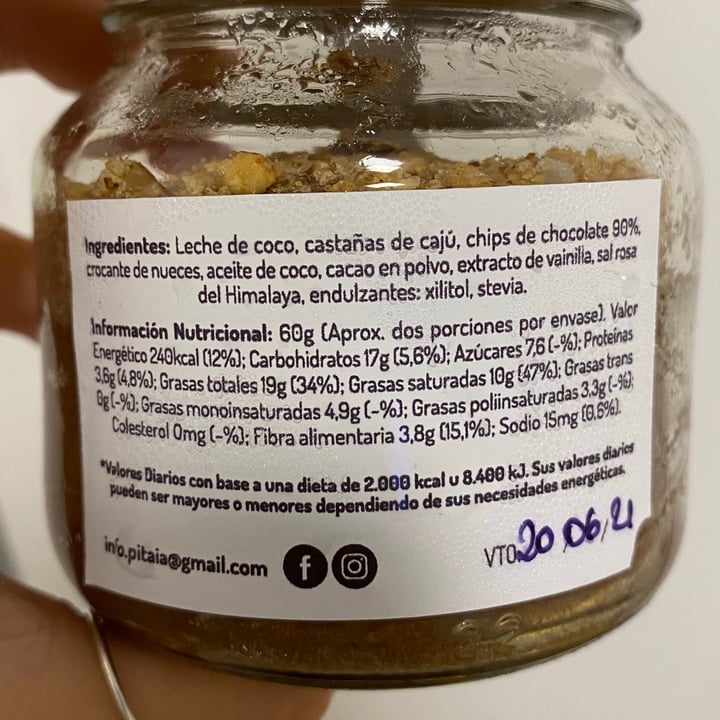 Ingredientes: Leche de coco, castañas de cajú, chips de chocolate 90%,
crocante de nueces, aceite de coco, cacao en polvo, extracto de vainilla, sal rosa
del Himalaya, endulzantes: xilitol, stevia.
Información Nutricional: 60g (Aprox. dos porciones por envase). Valor
Energético 240kcal (12%); Carbohidratos 17g (5,6%); Azúcares 7,6 (-%); Proteínas
3,6g (4,8%); Grasas totales 19g (34%); Grasas saturadas 10g (47%); Grasas trans
0g (-%); Grasas monoinsaturadas 4,9g (-%); Grasas poliinsaturadas 3,3g (-%);
Colesterol 0mg (-%); Fibra alimentaria 3,8g (15,1%); Sodio 15mg (0,6%).
*Valores Diarios con base a una dieta de 2.000 kcal u 8.400 kJ. Sus valores diarios
pueden ser mayores o menores dependiendo de sus necesidades energéticas.
info.pitaia@gmail.com
VTO 20/06/21